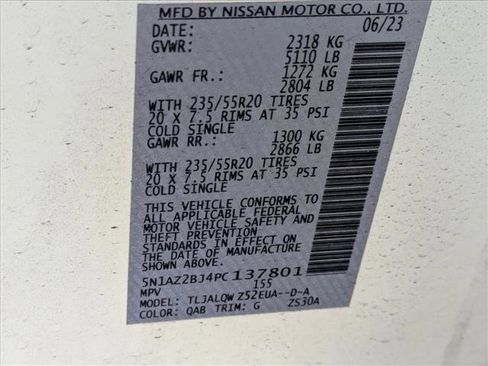 MFD BY NISSAN MOTOR CO., LTD.
DATE: 06/23
GVWR: 2318 KG
5110 LB
GAWR FR.: 1272 KG
2804 LB
WITH 235/55R20 TIRES
20 X 7.5 RIMS AT 35 PSI
COLD SINGLE
GAWR RR.: 1300 KG
2866 LB
WITH 235/55R20 TIRES
20 X 7.5 RIMS AT 35 PSI
COLD SINGLE
THIS VEHICLE CONFORMS TO
ALL APPLICABLE FEDERAL
MOTOR VEHICLE SAFETY AND
THEFT PREVENTION
STANDARDS IN EFFECT ON
THE DATE OF MANUFACTURE
SHOWN ABOVE.
5N1AZ2BJ4PC137801
MPV 155
MODEL: TLJALQW Z52EUA--D-A
COLOR: QAB TRIM: G ZS30A